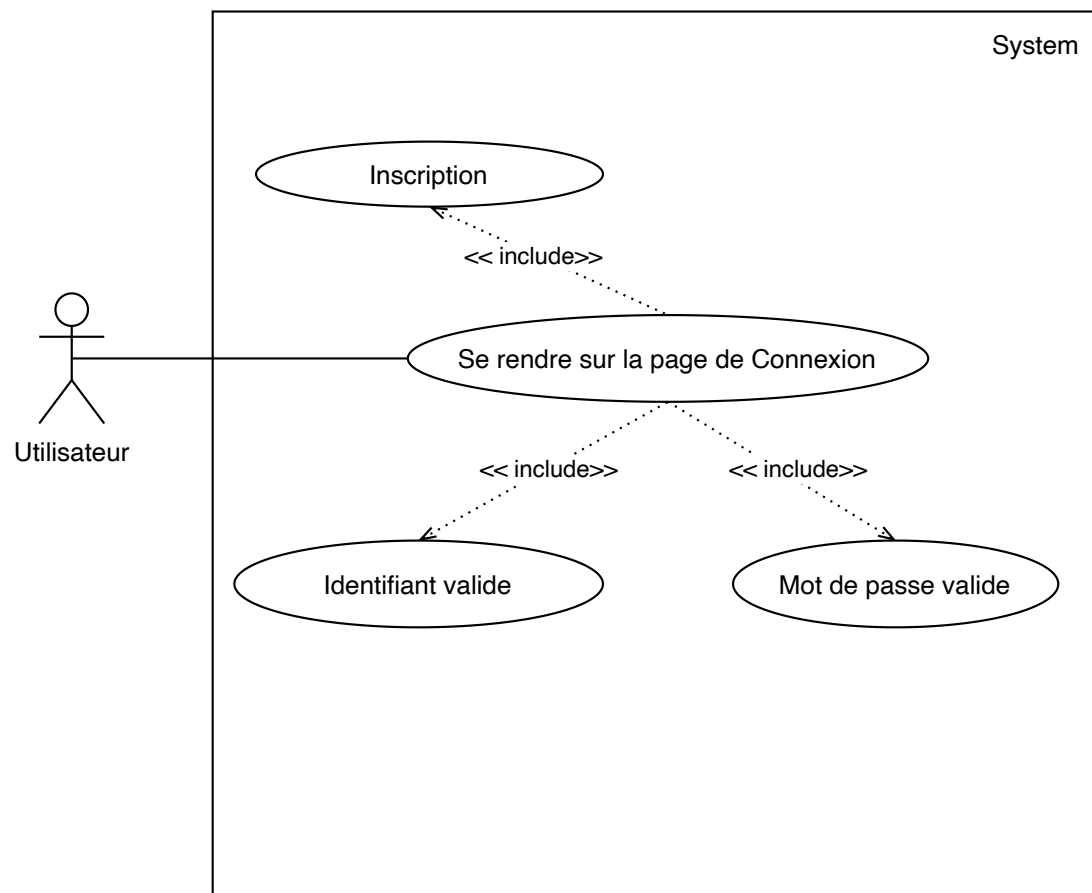 System
Inscription
<< include>>
Se rendre sur la page de Connexion
Utilisateur
<< include>>
<< include>>
Identifiant valide
Mot de passe valide